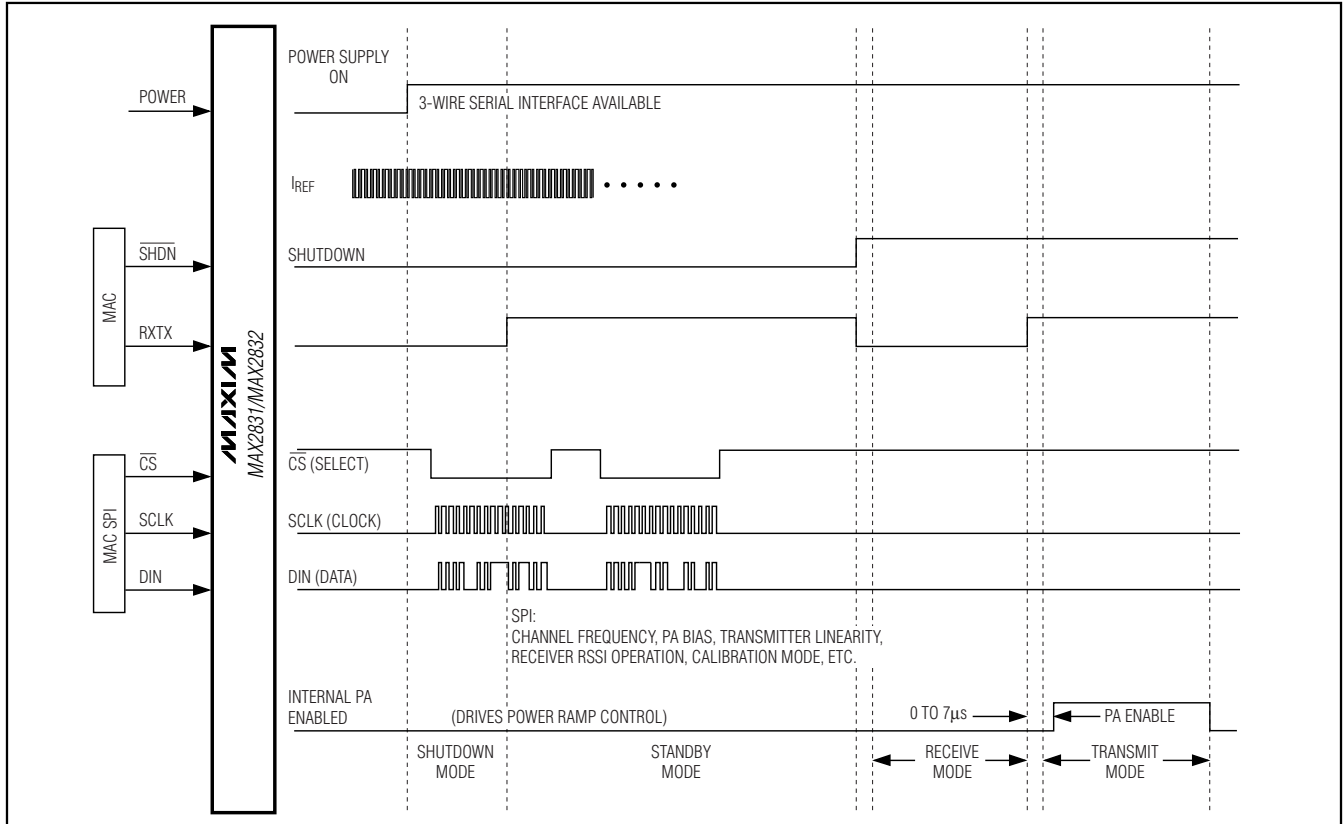 POWER SUPPLY
ON
POWER
3-WIRE SERIAL INTERFACE AVAILABLE
IREF
MAC
SHDN
SHUTDOWN
RXTX
MAXIM
MAX2831/MAX2832
MAC SPI
CS
CS (SELECT)
SCLK
SCLK (CLOCK)
DIN
DIN (DATA)
SPI:
CHANNEL FREQUENCY, PA BIAS, TRANSMITTER LINEARITY,
RECEIVER RSSI OPERATION, CALIBRATION MODE, ETC.
INTERNAL PA
ENABLED
(DRIVES POWER RAMP CONTROL)
0 TO 7μs
PA ENABLE
SHUTDOWN
MODE
STANDBY
MODE
RECEIVE
MODE
TRANSMIT
MODE